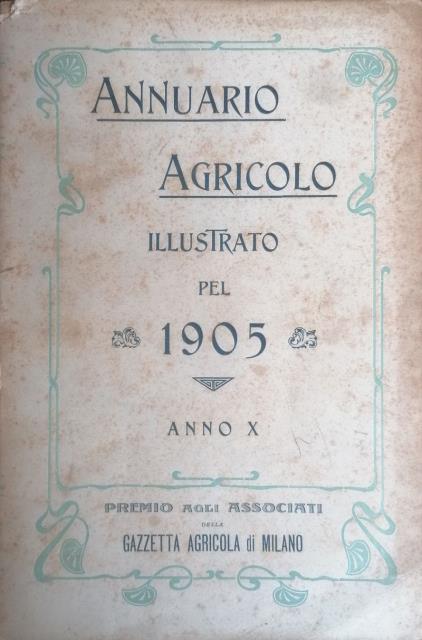 ANNUARIO
AGRICOLO
ILLUSTRATO
PEL
1905
ANNO X
PREMIO AGLI ASSOCIATI
DELLA
GAZZETTA AGRICOLA di MILANO